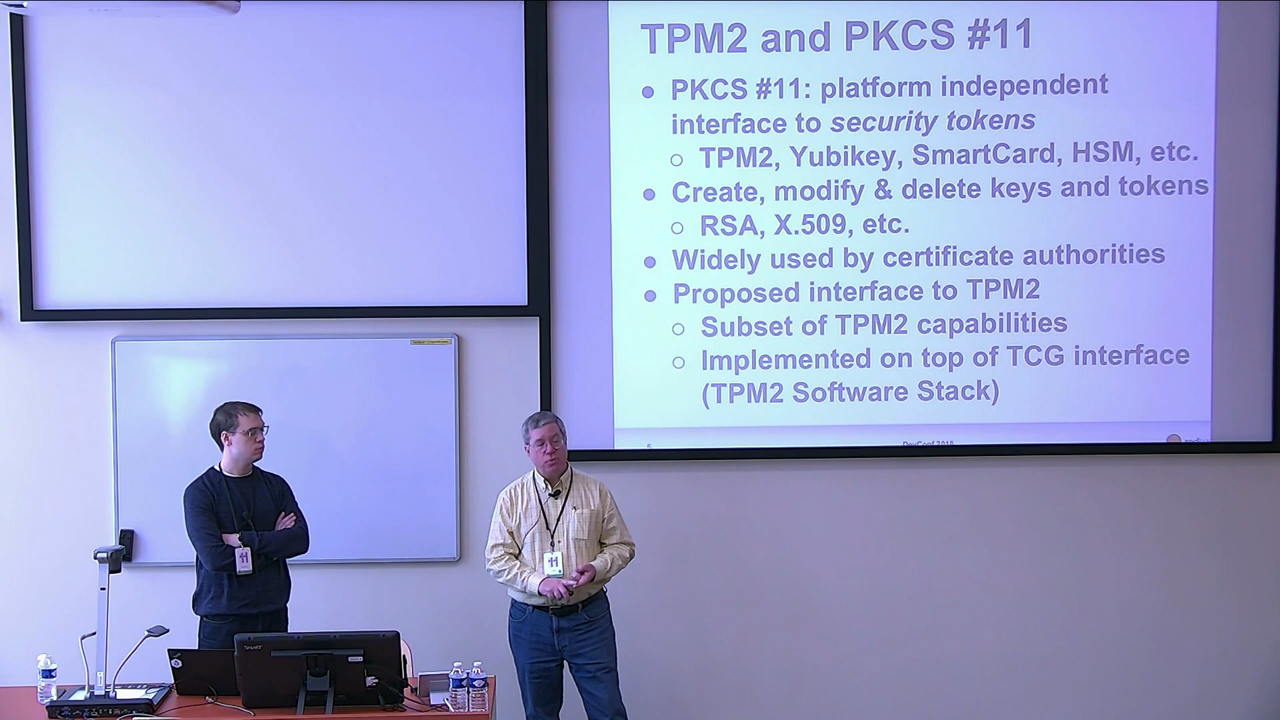 TPM2 and PKCS #11
PKCS #11: platform independent
interface to security tokens
TPM2, Yubikey, SmartCard, HSM, etc.
Create, modify & delete keys and tokens
RSA, X.509, etc.
Widely used by certificate authorities
Proposed interface to TPM2
Subset of TPM2 capabilities
Implemented on top of TCG interface
(TPM2 Software Stack)
5